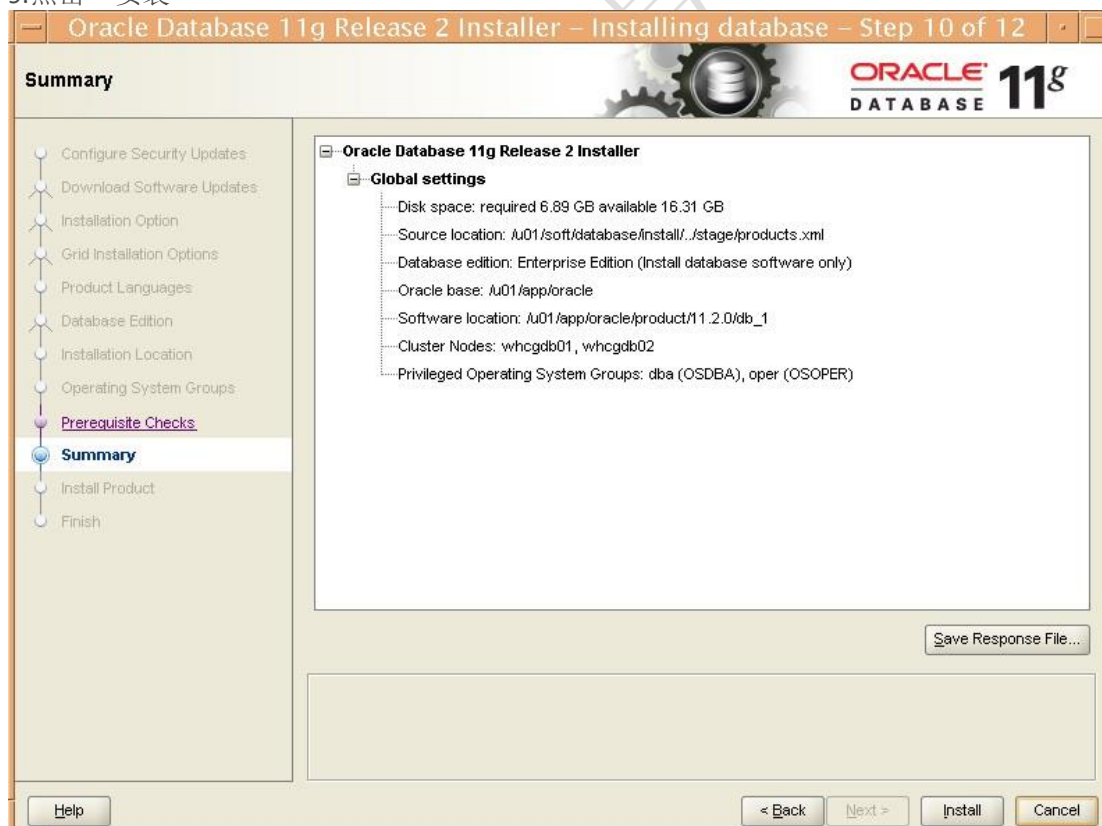 Oracle Database 11g Release 2 Installer – Installing database – Step 10 of 12
Summary
ORACLE
DATABASE 11g
Configure Security Updates
Download Software Updates
Installation Option
Grid Installation Options
Product Languages
Database Edition
Installation Location
Operating System Groups
Prerequisite Checks
Summary
Install Product
Finish
Oracle Database 11g Release 2 Installer
Global settings
Disk space: required 6.89 GB available 16.31 GB
Source location: /u01/soft/database/install/../stage/products.xml
Database edition: Enterprise Edition (Install database software only)
Oracle base: /u01/app/oracle
Software location: /u01/app/oracle/product/11.2.0/db_1
Cluster Nodes: whcgdb01, whcgdb02
Privileged Operating System Groups: dba (OSDBA), oper (OSOPER)
Save Response File...
Help
< Back
Next >
Install
Cancel